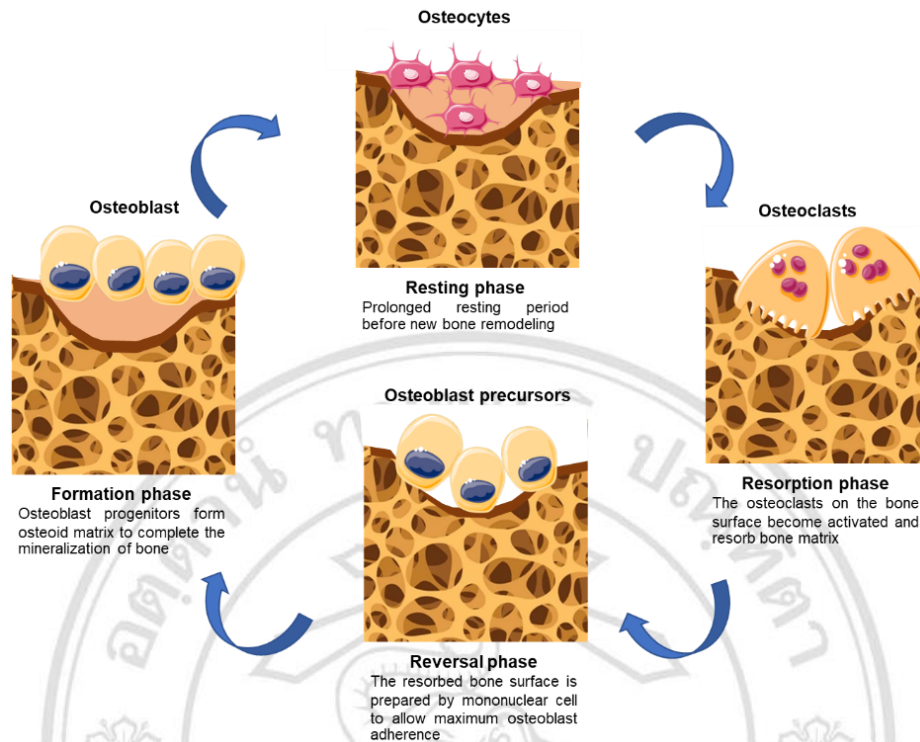 Osteocytes
Resting phase
Prolonged resting period
before new bone remodeling
Osteoclasts
Resorption phase
The osteoclasts on the bone
surface become activated and
resorb bone matrix
Osteoblast precursors
Reversal phase
The resorbed bone surface is
prepared by mononuclear cell
to allow maximum osteoblast
adherence
Osteoblast
Formation phase
Osteoblast progenitors form
osteoid matrix to complete the
mineralization of bone